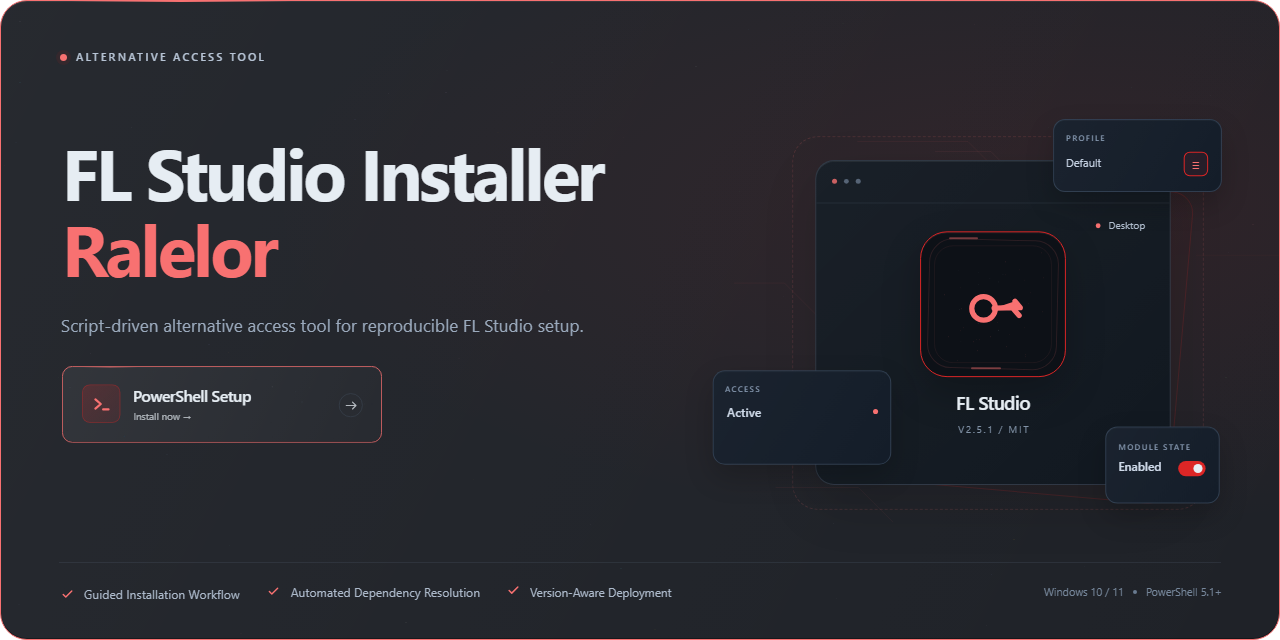 ALTERNATIVE ACCESS TOOL
FL Studio Installer
Ralelor
Script-driven alternative access tool for reproducible FL Studio setup.
PowerShell Setup
Install now →
PROFILE
Default
Desktop
ACCESS
Active
FL Studio
V2.5.1 / MIT
MODULE STATE
Enabled
Guided Installation Workflow
Automated Dependency Resolution
Version-Aware Deployment
Windows 10 / 11 • PowerShell 5.1+